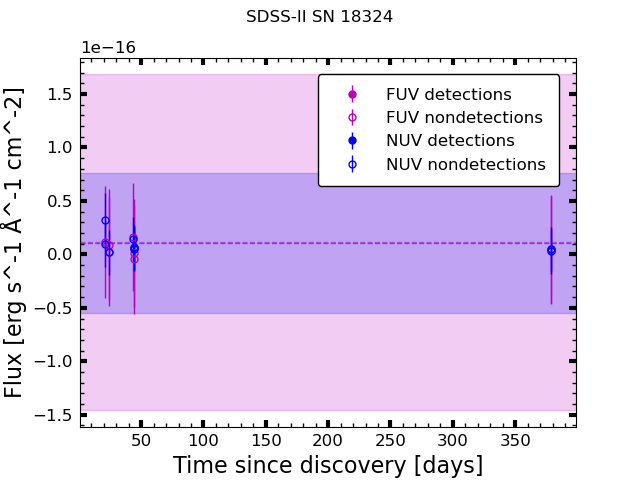 SDSS-II SN 18324
1e−16
Flux [erg s^-1 Å^-1 cm^-2]
1.5
1.0
0.5
0.0
−0.5
−1.0
−1.5
FUV detections
FUV nondetections
NUV detections
NUV nondetections
50 100 150 200 250 300 350
Time since discovery [days]